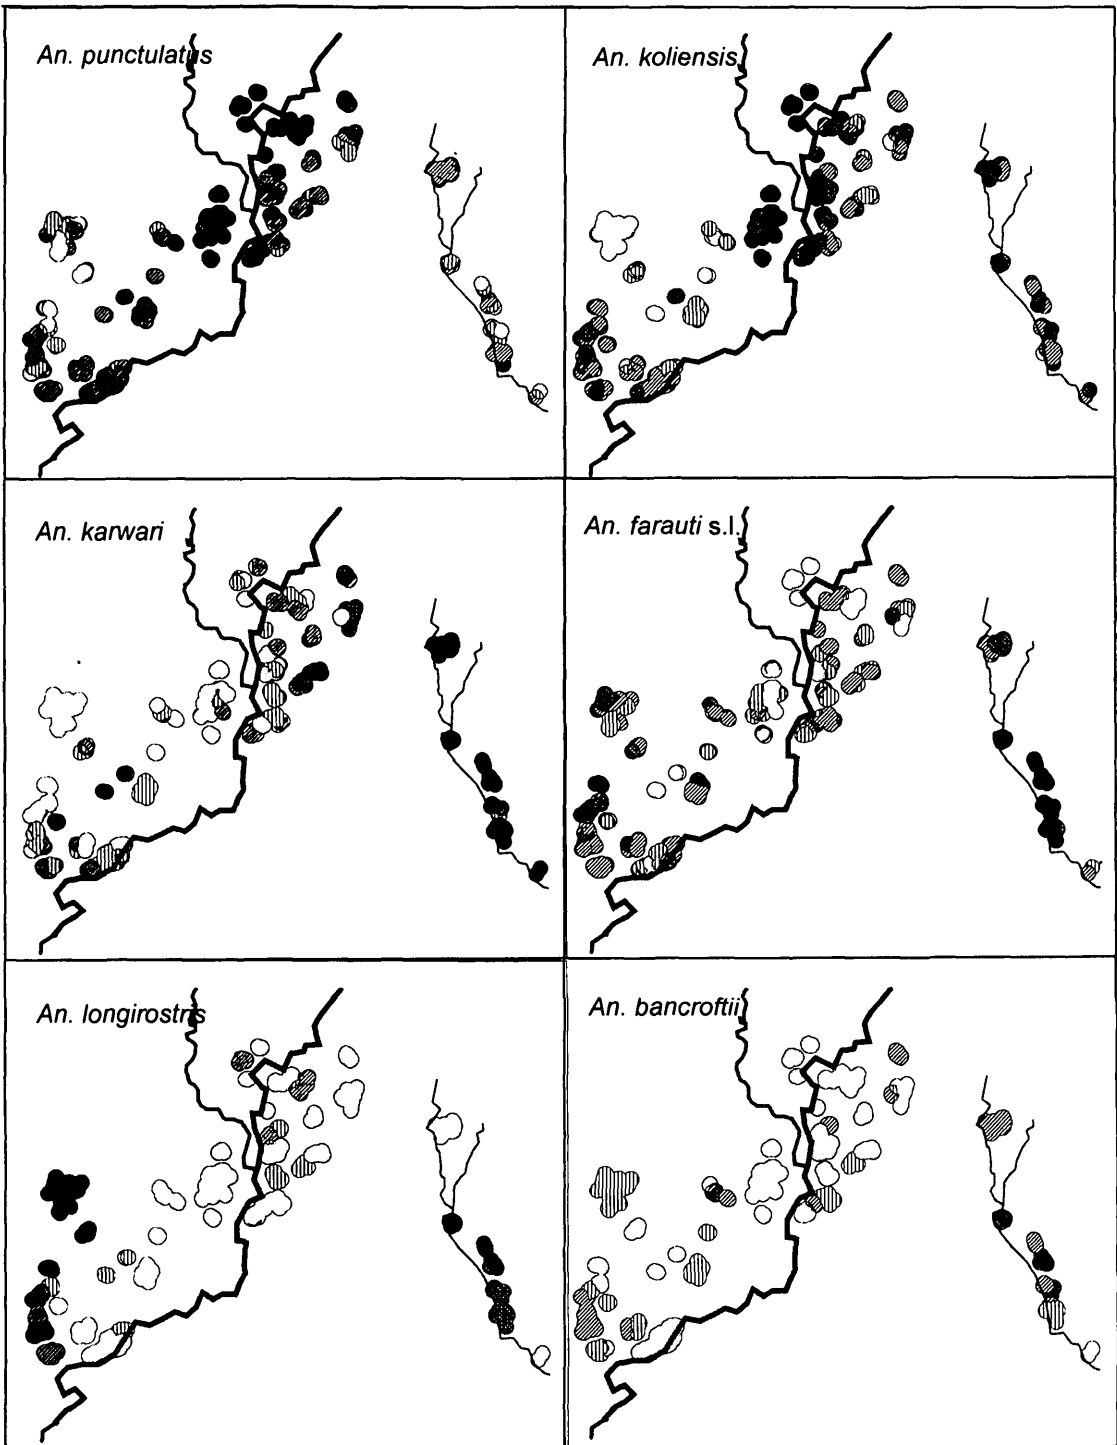 An. punctulatus
An. koliensis
An. karwari
An. farauti s.l.
An. longirostris
An. bancroftii